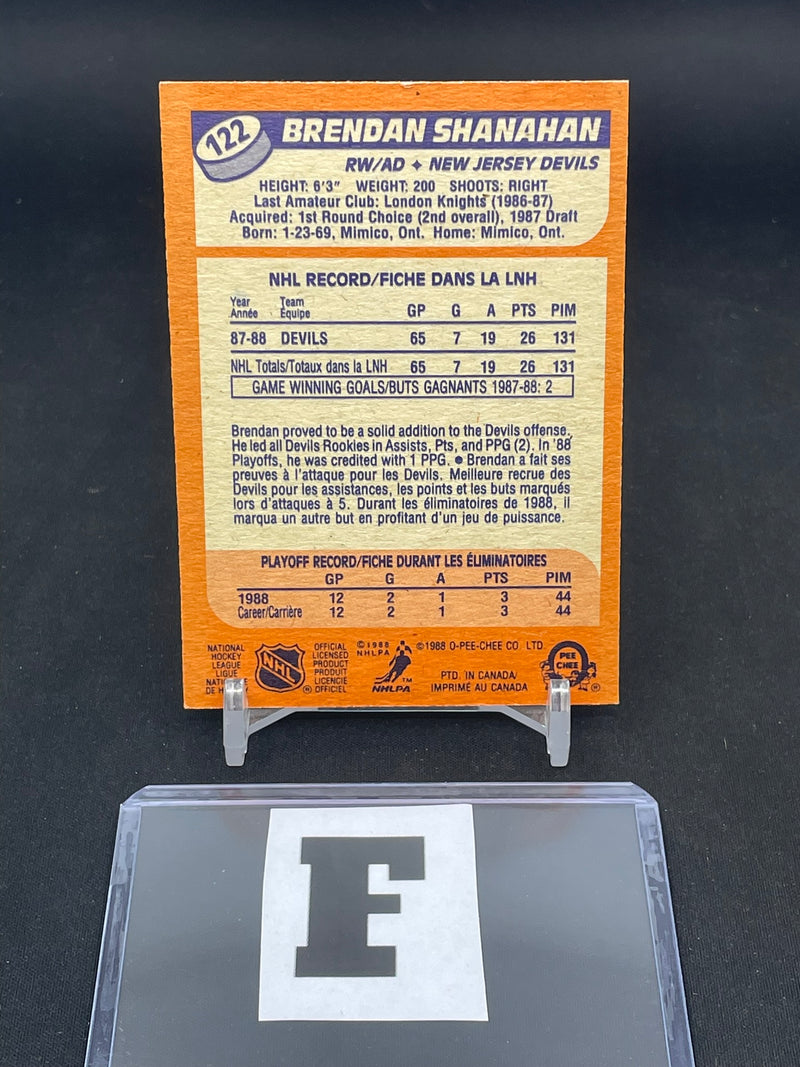 122 BRENDAN SHANAHAN
RW/AD ✦ NEW JERSEY DEVILS
HEIGHT: 6'3" WEIGHT: 200 SHOOTS: RIGHT
Last Amateur Club: London Knights (1986-87)
Acquired: 1st Round Choice (2nd overall), 1987 Draft
Born: 1-23-69, Mimico, Ont. Home: Mimico, Ont.
NHL RECORD/FICHE DANS LA LNH
Year Team
Année Équipe GP G A PTS PIM
87-88 DEVILS 65 7 19 26 131
NHL Totals/Totaux dans la LNH 65 7 19 26 131
GAME WINNING GOALS/BUTS GAGNANTS 1987-88: 2
Brendan proved to be a solid addition to the Devils offense.
He led all Devils Rookies in Assists, Pts, and PPG (2). In '88
Playoffs, he was credited with 1 PPG. ● Brendan a fait ses
preuves à l'attaque pour les Devils. Meilleure recrue des
Devils pour les assistances, les points et les buts marqués
lors d'attaques à 5. Durant les éliminatoires de 1988, il
marqua un autre but en profitant d'un jeu de puissance.
PLAYOFF RECORD/FICHE DURANT LES ÉLIMINATOIRES
GP G A PTS PIM
1988 12 2 1 3 44
Career/Carrière 12 2 1 3 44
NATIONAL
HOCKEY
LEAGUE
LIGUE
DE
NHL
®
OFFICIAL
LICENSED
PRODUCT
PRODUIT
LICENCIE
OFFICIEL
©1988
NHLPA
TM
NHLPA
©1988 O-PEE-CHEE CO. LTD.
PTD. IN CANADA/
IMPRIMÉ AU CANADA
PEE
CHEE
®
F